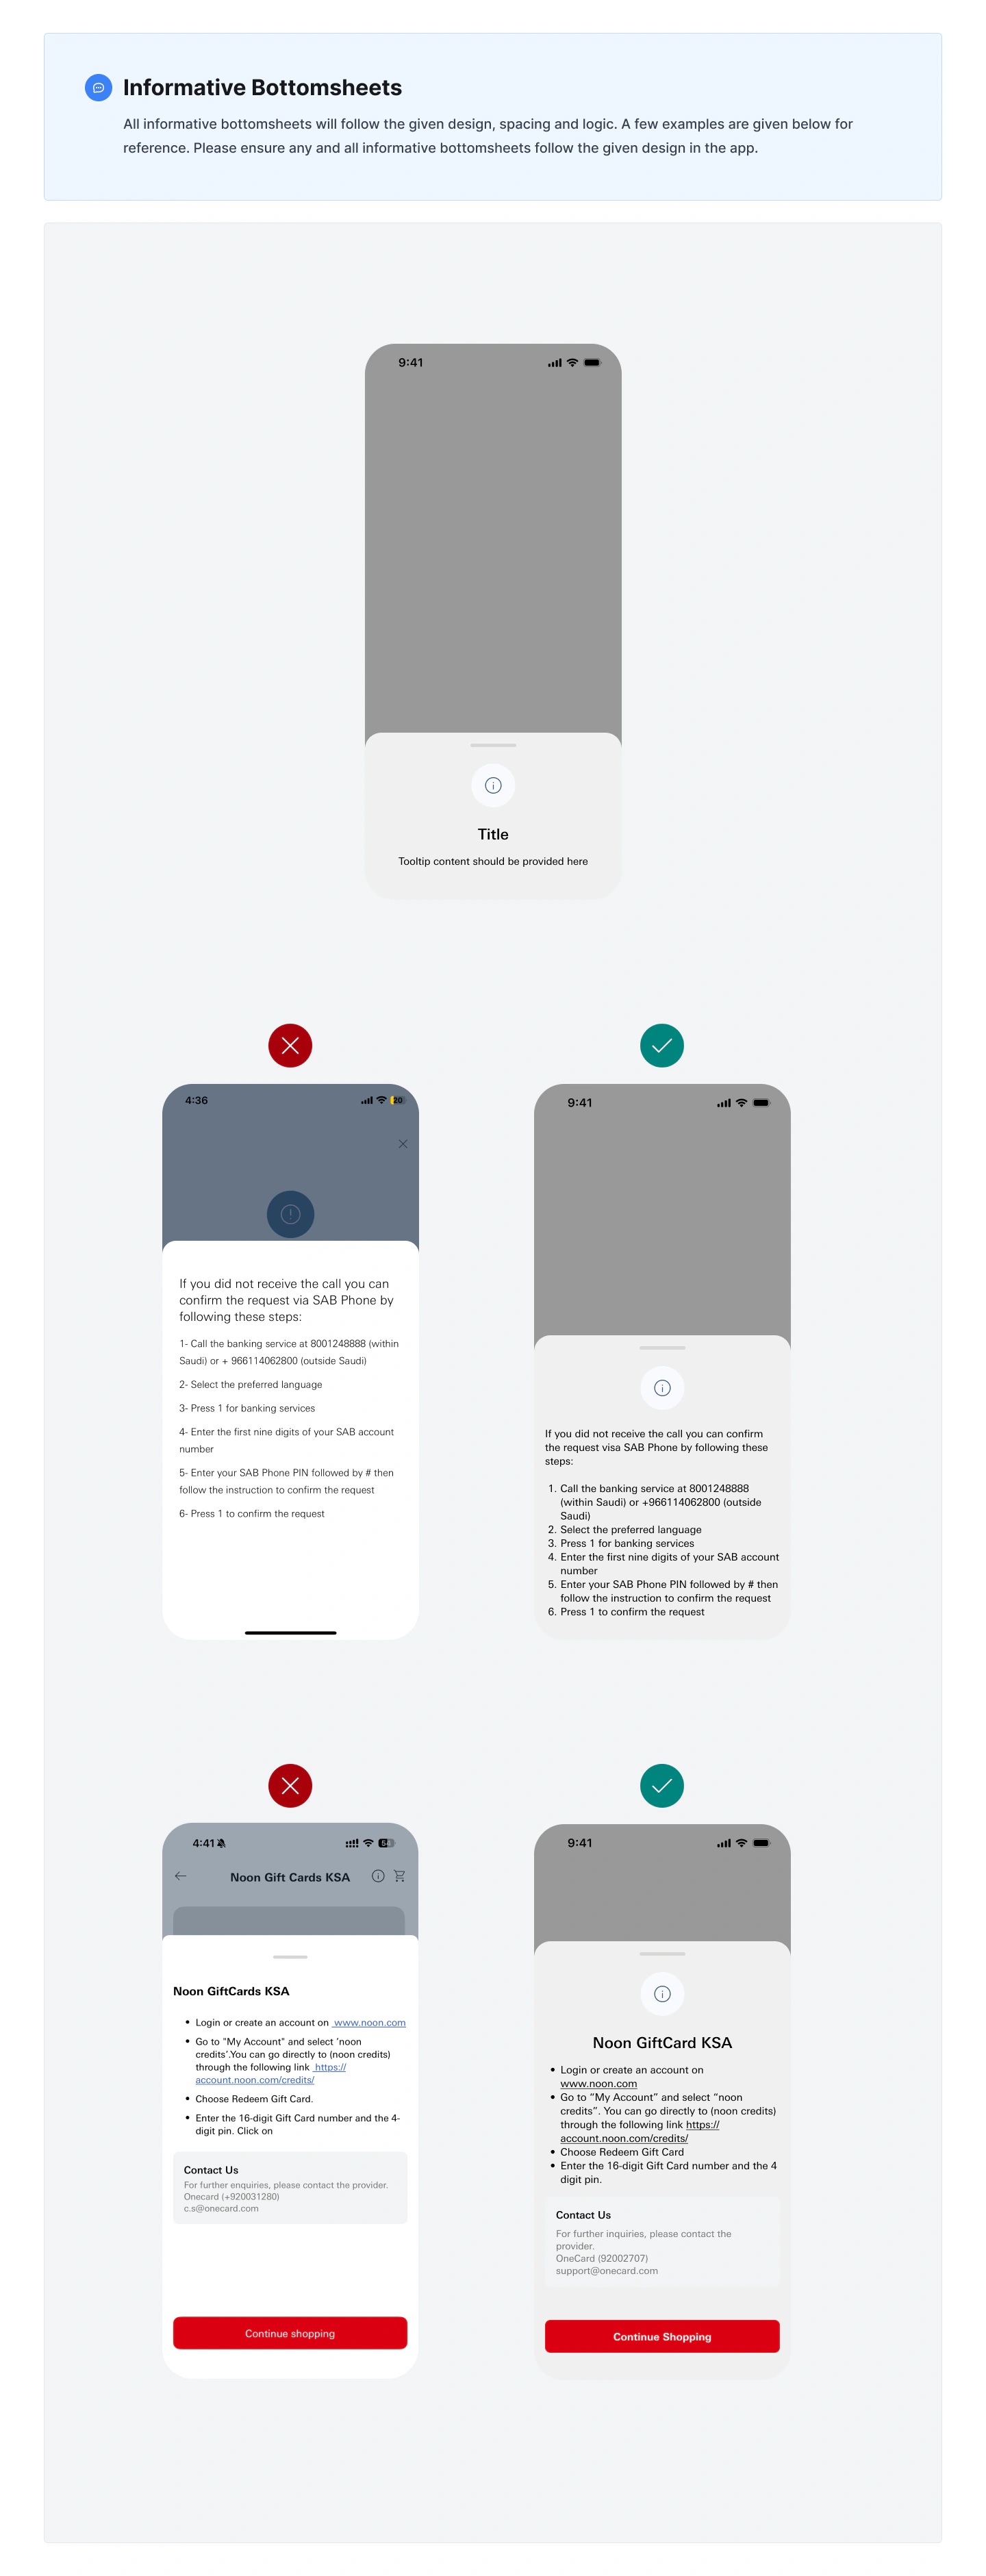 Informative Bottomsheets
All informative bottomsheets will follow the given design, spacing and logic. A few examples are given below for
reference. Please ensure any and all informative bottomsheets follow the given design in the app.
9:41
Title
Tooltip content should be provided here
4:36
20
If you did not receive the call you can
confirm the request via SAB Phone by
following these steps:
1- Call the banking service at 8001248888 (within
Saudi) or + 966114062800 (outside Saudi)
2- Select the preferred language
3- Press 1 for banking services
4- Enter the first nine digits of your SAB account
number
5- Enter your SAB Phone PIN followed by # then
follow the instruction to confirm the request
6- Press 1 to confirm the request
9:41
If you did not receive the call you can confirm
the request visa SAB Phone by following these
steps:
1. Call the banking service at 8001248888
(within Saudi) or +966114062800 (outside
Saudi)
2. Select the preferred language
3. Press 1 for banking services
4. Enter the first nine digits of your SAB account
number
5. Enter your SAB Phone PIN followed by # then
follow the instruction to confirm the request
6. Press 1 to confirm the request
4:41
Noon Gift Cards KSA
Noon GiftCards KSA
• Login or create an account on www.noon.com
• Go to "My Account" and select 'noon
credits'.You can go directly to (noon credits)
through the following link https://
account.noon.com/credits/
• Choose Redeem Gift Card.
• Enter the 16-digit Gift Card number and the 4-
digit pin. Click on
Contact Us
For further enquiries, please contact the provider.
Onecard (+920031280)
c.s@onecard.com
Continue shopping
9:41
Noon GiftCard KSA
• Login or create an account on
www.noon.com
• Go to “My Account” and select “noon
credits”. You can go directly to (noon credits)
through the following link https://
account.noon.com/credits/
• Choose Redeem Gift Card
• Enter the 16-digit Gift Card number and the 4
digit pin.
Contact Us
For further inquiries, please contact the
provider.
OneCard (92002707)
support@onecard.com
Continue Shopping